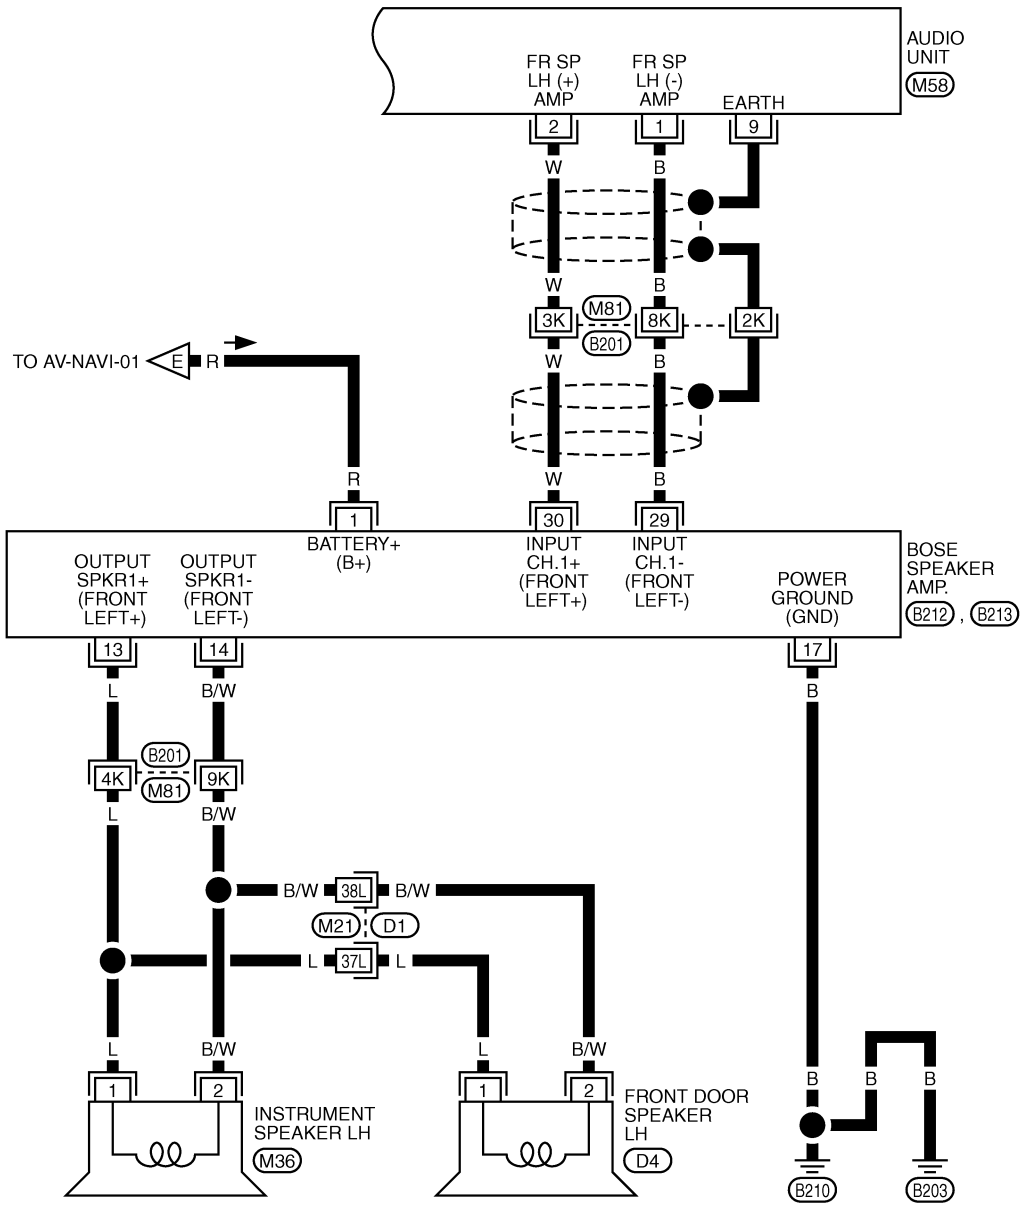 AUDIO
UNIT
M58
FR SP
LH (+)
AMP
FR SP
LH (-)
AMP
EARTH
2
1
9
W
B
W
B
3K
M81
B201
8K
2K
W
B
TO AV-NAVI-01
E
R
R
W
B
1
30
29
BATTERY+
(B+)
INPUT
CH.1+
(FRONT
LEFT+)
INPUT
CH.1-
(FRONT
LEFT-)
OUTPUT
SPKR1+
(FRONT
LEFT+)
OUTPUT
SPKR1-
(FRONT
LEFT-)
POWER
GROUND
(GND)
BOSE
SPEAKER
AMP.
B212 , B213
13
14
17
L
B/W
B
4K
B201
M81
9K
L
B/W
B/W
38L
B/W
M21
D1
L
37L
L
L
B/W
L
B/W
B
B
B
1
2
1
2
INSTRUMENT
SPEAKER LH
M36
FRONT DOOR
SPEAKER
LH
D4
B210
B203